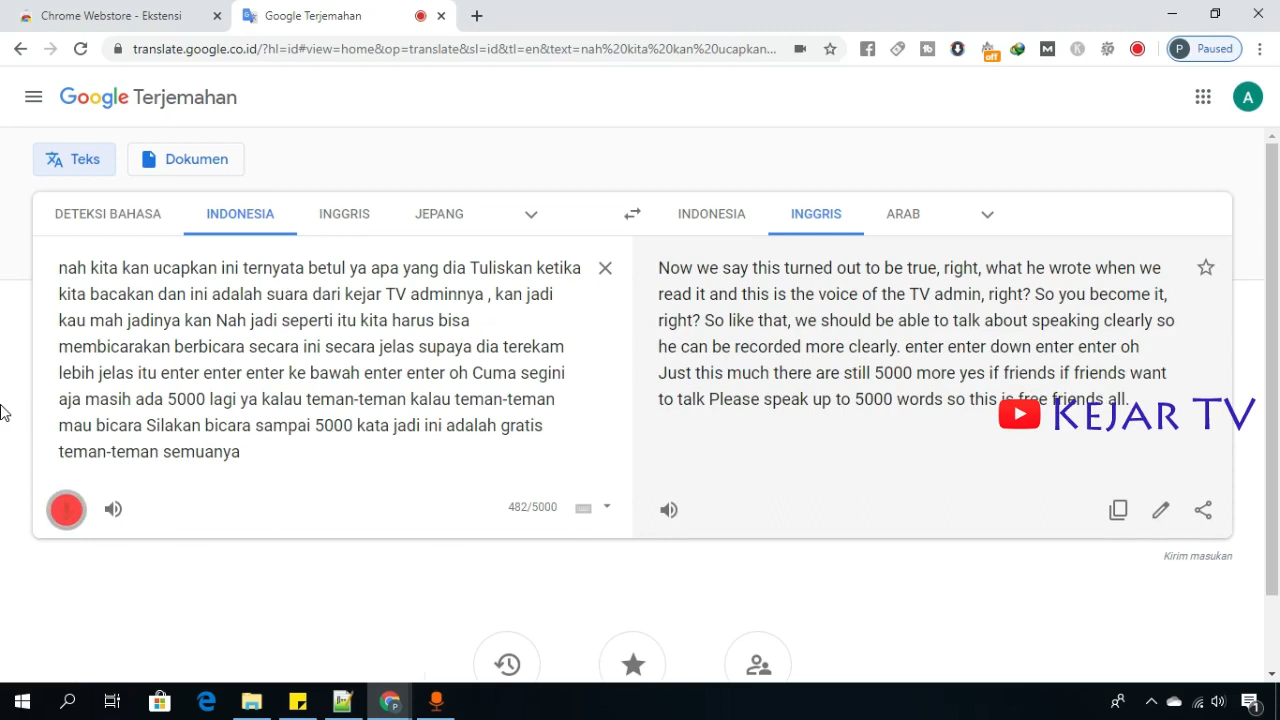 Chrome Webstore - Ekstensi
Google Terjemahan
translate.google.co.id/?hl=id#view=home&op=translate&sl=id&tl=en&text=nah%20kita%20kan%20ucapkan...
off
M
K
P Paused
Google Terjemahan
A
Teks
Dokumen
DETEKSI BAHASA INDONESIA INGGRIS JEPANG
INDONESIA INGGRIS ARAB
nah kita kan ucapkan ini ternyata betul ya apa yang dia Tuliskan ketika
kita bacakan dan ini adalah suara dari kejar TV adminnya , kan jadi
kau mah jadinya kan Nah jadi seperti itu kita harus bisa
membicarakan berbicara secara ini secara jelas supaya dia terekam
lebih jelas itu enter enter enter ke bawah enter enter oh Cuma segini
aja masih ada 5000 lagi ya kalau teman-teman kalau teman-teman
mau bicara Silakan bicara sampai 5000 kata jadi ini adalah gratis
teman-teman semuanya
482/5000
Now we say this turned out to be true, right, what he wrote when we
read it and this is the voice of the TV admin, right? So you become it,
right? So like that, we should be able to talk about speaking clearly so
he can be recorded more clearly. enter enter down enter enter oh
Just this much there are still 5000 more yes if friends if friends want
to talk Please speak up to 5000 words so this is free friends all.
KEJAR TV
Kirim masukan
1